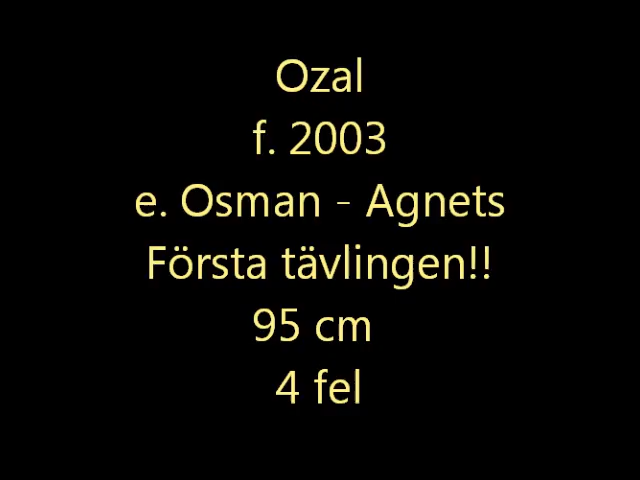 Ozal
f. 2003
e. Osman - Agnets
Första tävlingen!!
95 cm
4 fel